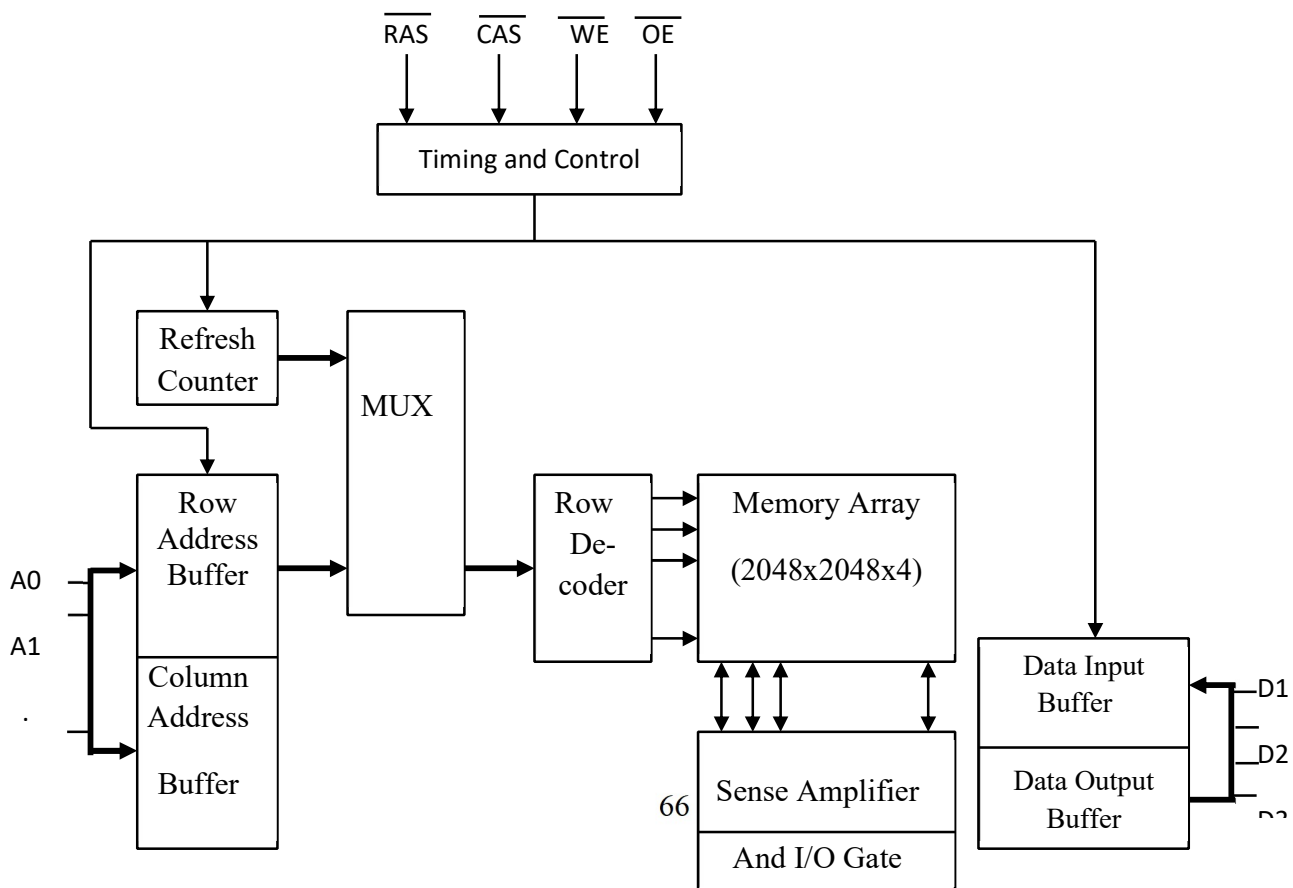 RAS CAS WE OE
Timing and Control
Refresh
Counter
MUX
Row
Address
Buffer
Row
De-
coder
Memory Array
(2048x2048x4)
A0
A1
.
Column
Address
Buffer
Data Input
Buffer
D1
D2
Data Output
Buffer
66
Sense Amplifier
And I/O Gate